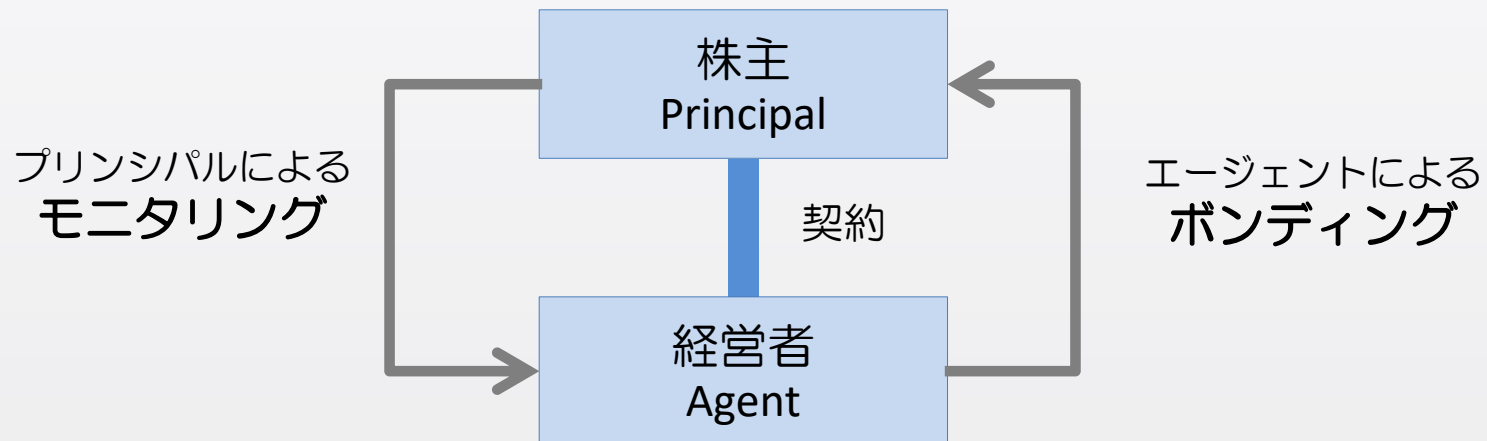 株主
Principal
プリンシパルによる
モニタリング
契約
エージェントによる
ボンディング
経営者
Agent